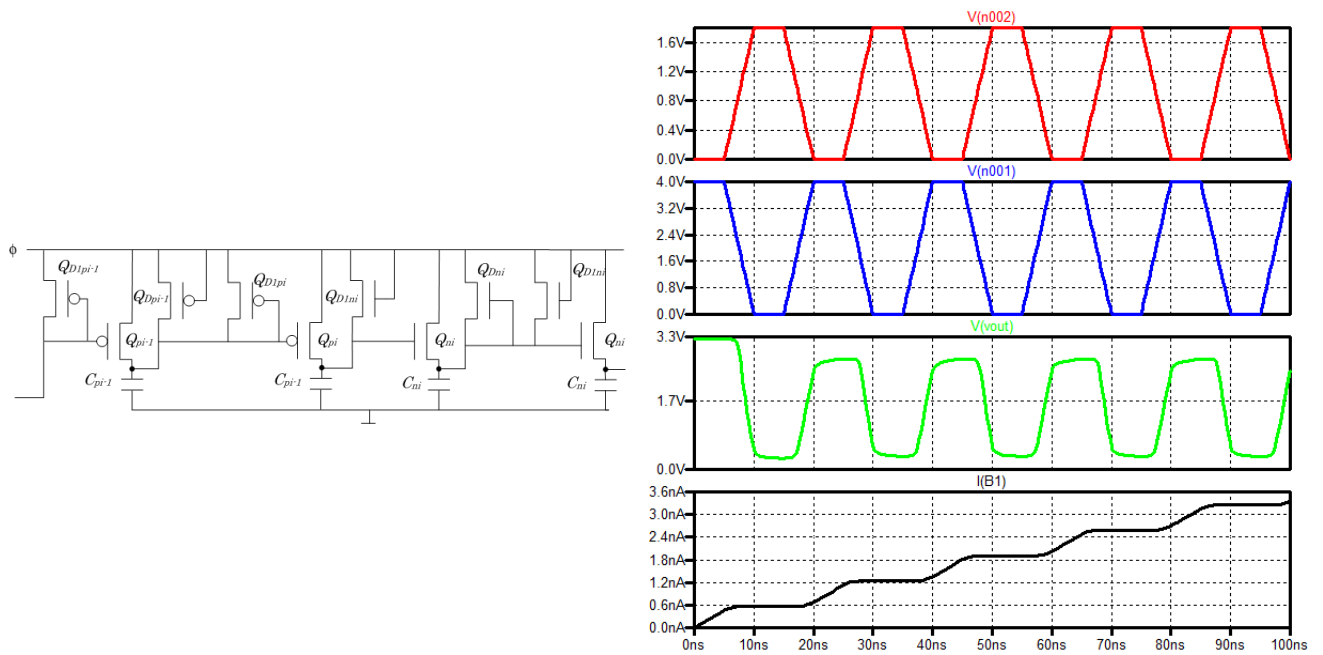 ϕ
Q_D1pi-1
Q_Dpi-1
Q_D1pi
Q_D1ni
Q_Dni
Q_D1ni
Q_pi-1
Q_pi
Q_ni
Q_ni
C_pi-1
C_pi-1
C_ni
C_ni
V(n002)
1.6V
1.2V
0.8V
0.4V
0.0V
V(n001)
4.0V
3.2V
2.4V
1.6V
0.8V
0.0V
V(vout)
3.3V
1.7V
0.0V
I(B1)
3.6nA
3.0nA
2.4nA
1.8nA
1.2nA
0.6nA
0.0nA
0ns 10ns 20ns 30ns 40ns 50ns 60ns 70ns 80ns 90ns 100ns